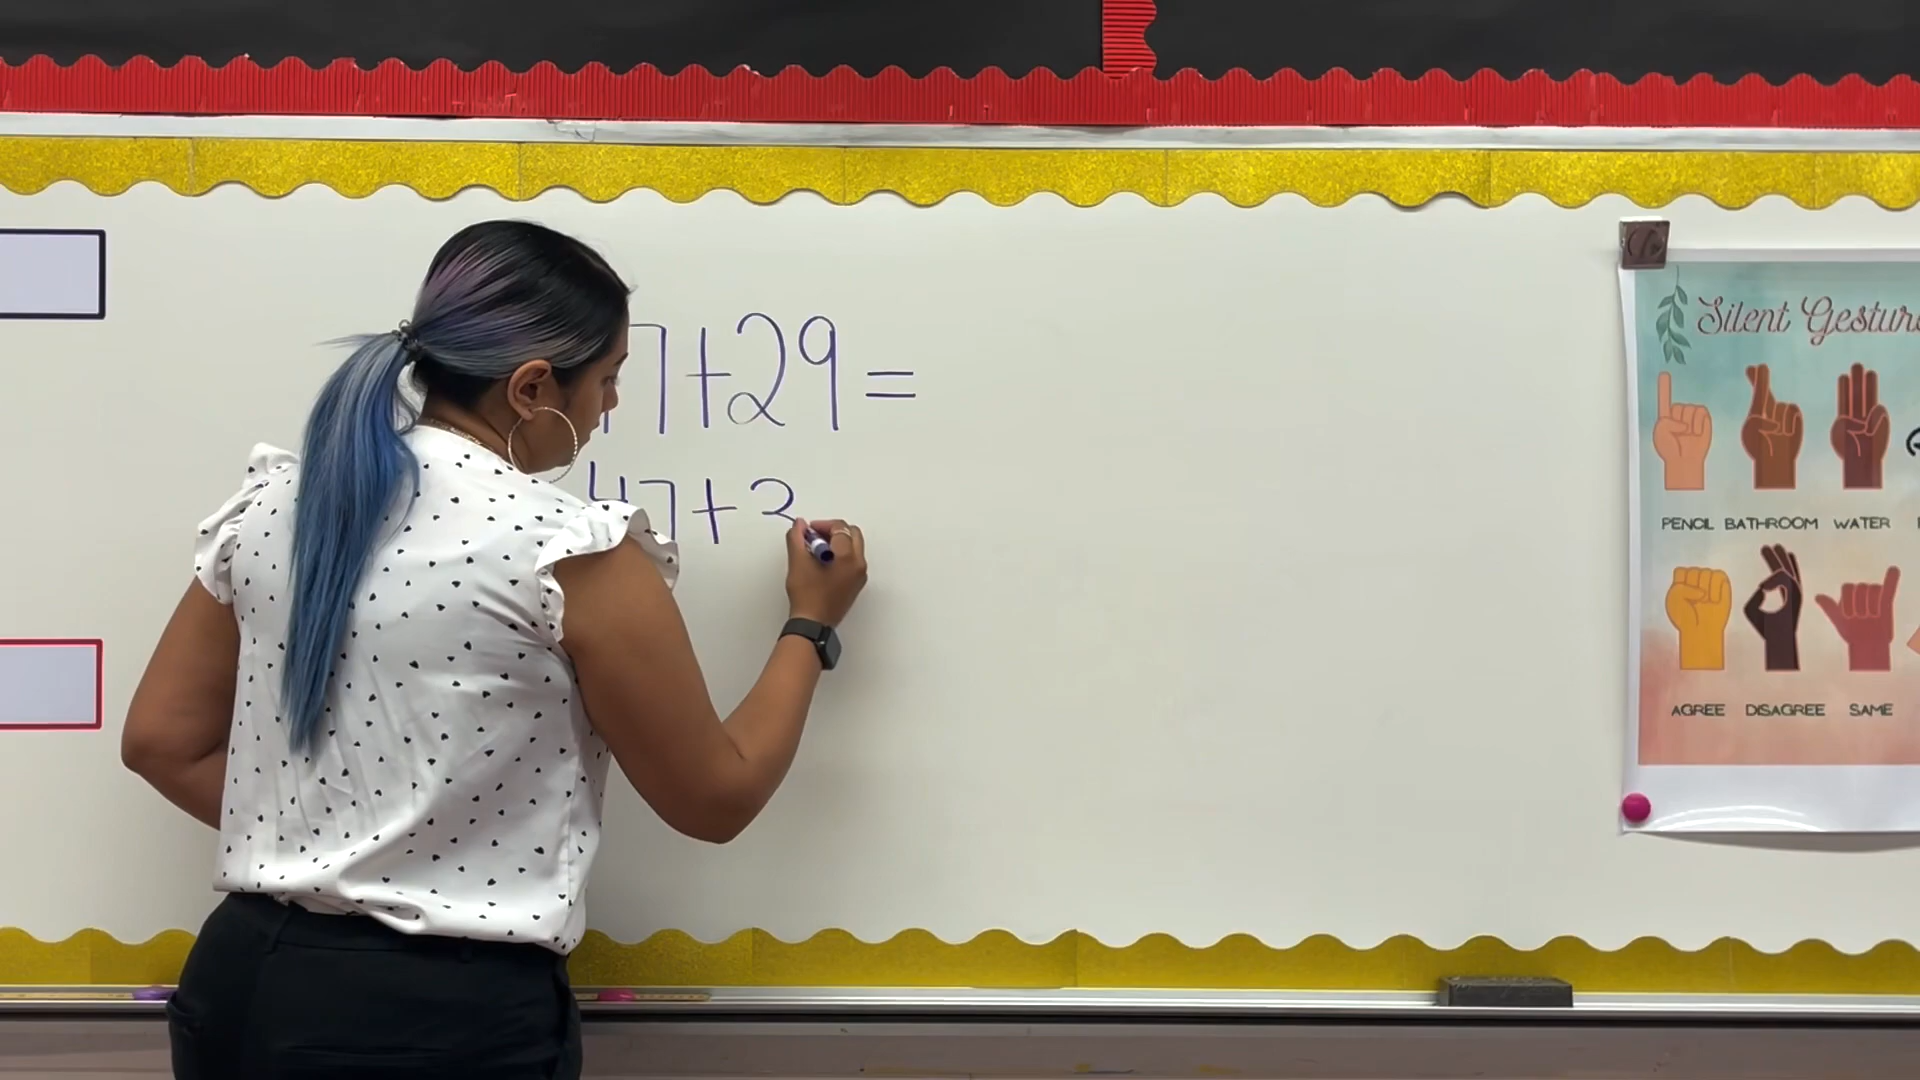 7+29=
47+3
Silent Gestur
PENCIL BATHROOM WATER
AGREE DISAGREE SAME